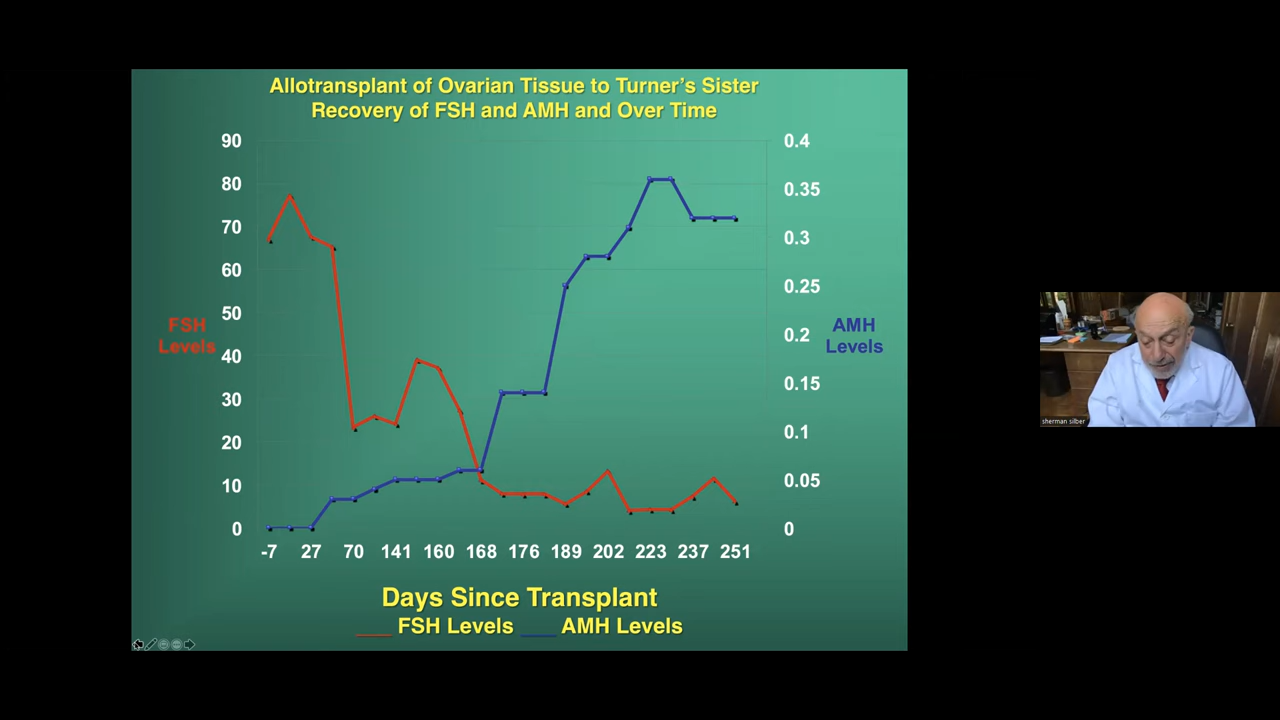 Allotransplant of Ovarian Tissue to Turner's Sister
Recovery of FSH and AMH and Over Time
90
80
70
60
50
40
30
20
10
0
FSH
Levels
0.4
0.35
0.3
0.25
0.2
0.15
0.1
0.05
0
AMH
Levels
-7 27 70 141 160 168 176 189 202 223 237 251
Days Since Transplant
FSH Levels AMH Levels
sherman silber